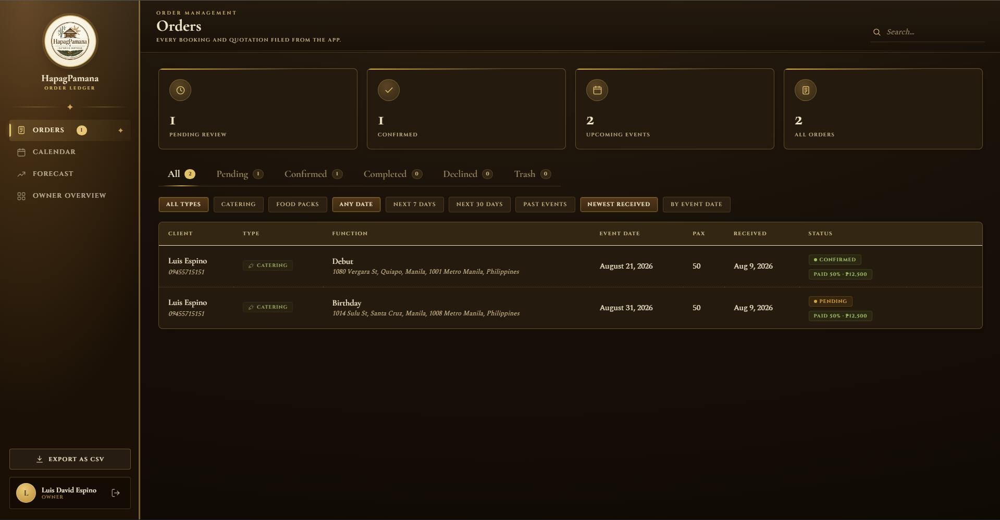 HapagPamana
CATERING SERVICES
HapagPamana
ORDER LEDGER
ORDERS 1
CALENDAR
FORECAST
OWNER OVERVIEW
EXPORT AS CSV
L
Luis David Espino
OWNER
ORDER MANAGEMENT
Orders
EVERY BOOKING AND QUOTATION FILED FROM THE APP.
Search...
1
PENDING REVIEW
1
CONFIRMED
2
UPCOMING EVENTS
2
ALL ORDERS
All 2 Pending 1 Confirmed 1 Completed 0 Declined 0 Trash 0
ALL TYPES CATERING FOOD PACKS ANY DATE NEXT 7 DAYS NEXT 30 DAYS PAST EVENTS NEWEST RECEIVED BY EVENT DATE
CLIENT TYPE FUNCTION EVENT DATE PAX RECEIVED STATUS
Luis Espino
09455715151
CATERING
Debut
1080 Vergara St, Quiapo, Manila, 1001 Metro Manila, Philippines
August 21, 2026
50
Aug 9, 2026
CONFIRMED
PAID 50% · ₱12,500
Luis Espino
09455715151
CATERING
Birthday
1014 Sulu St, Santa Cruz, Manila, 1008 Metro Manila, Philippines
August 31, 2026
50
Aug 9, 2026
PENDING
PAID 50% · ₱12,500